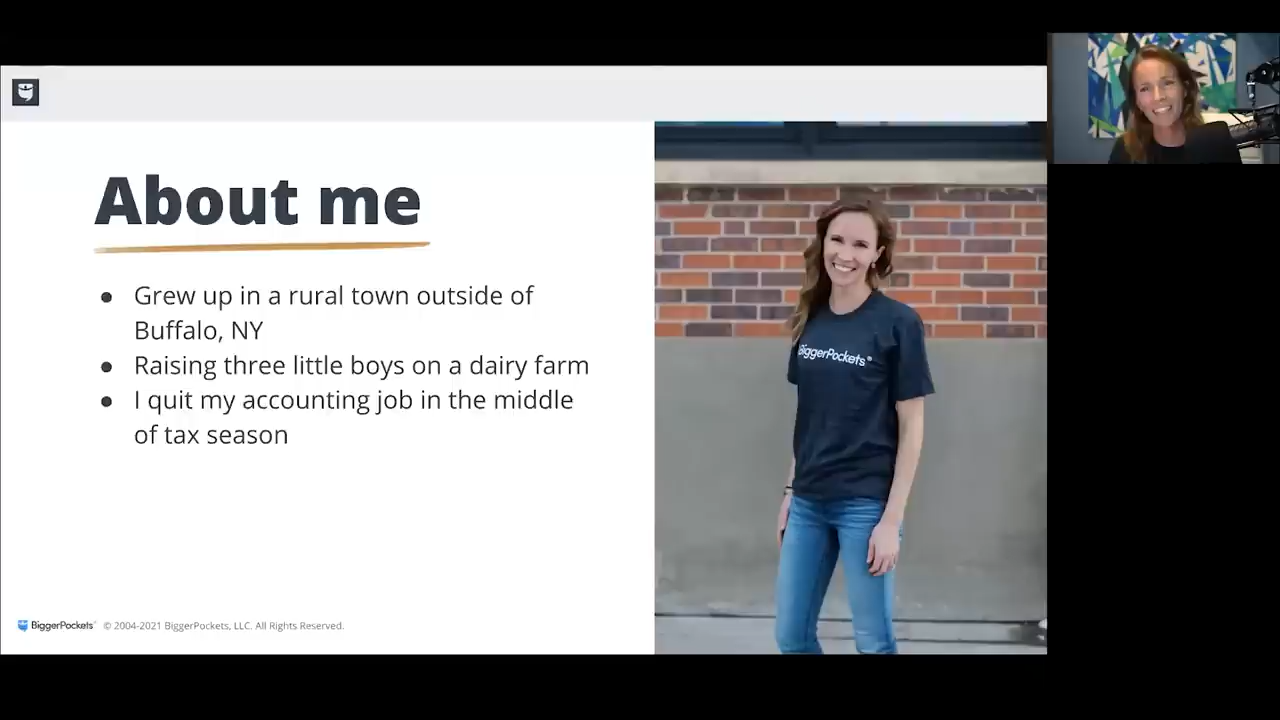 About me
● Grew up in a rural town outside of
Buffalo, NY
● Raising three little boys on a dairy farm
● I quit my accounting job in the middle
of tax season
BiggerPockets®
BiggerPockets® © 2004-2021 BiggerPockets, LLC. All Rights Reserved.